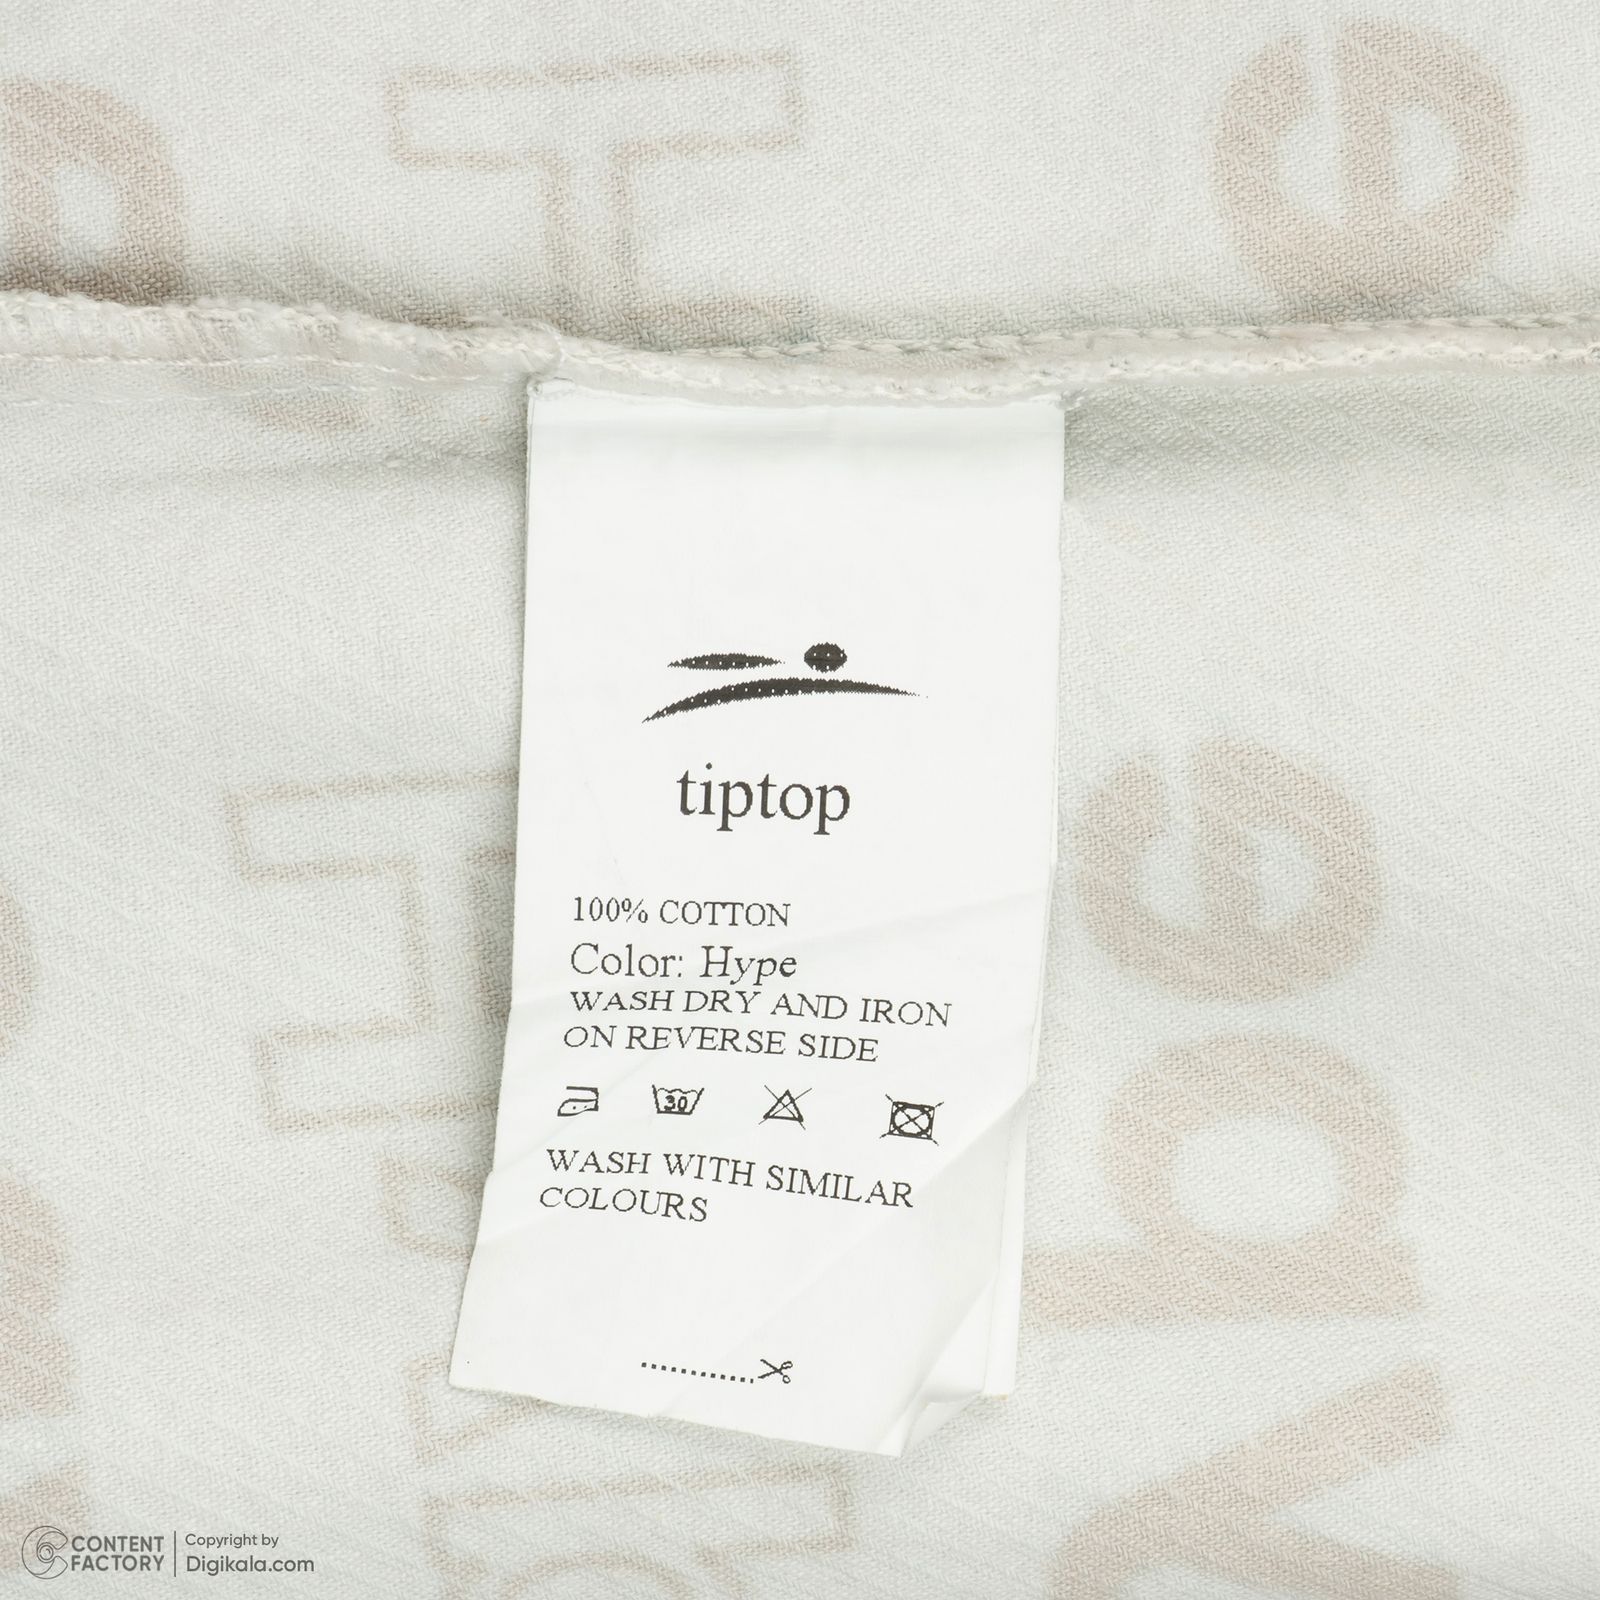 tiptop
100% COTTON
Color: Hype
WASH DRY AND IRON
ON REVERSE SIDE
30
WASH WITH SIMILAR
COLOURS
CONTENT
FACTORY
Copyright by
Digikala.com